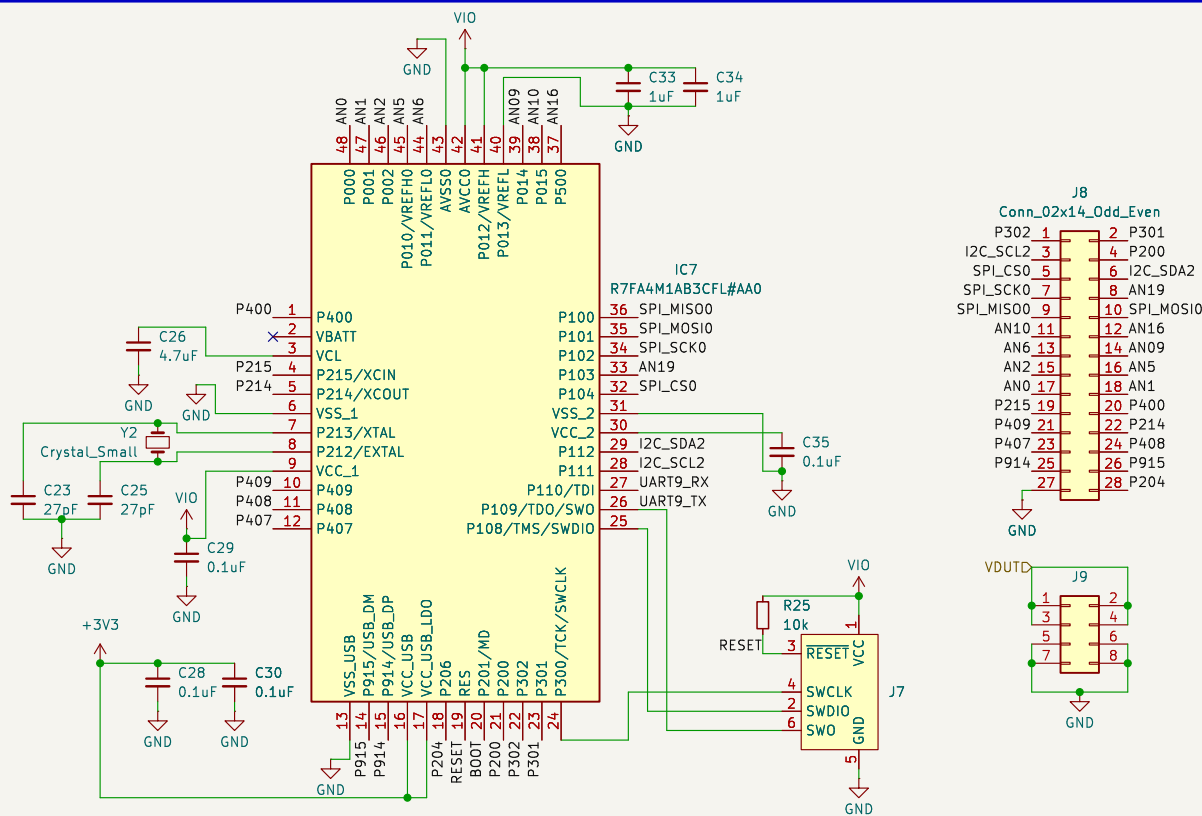 VIO
GND
C33
1uF
C34
1uF
GND
AN0
AN1
AN2
AN5
AN6
AN09
AN10
AN16
48
47
46
45
44
43
42
41
40
39
38
37
P000
P001
P002
P010/VREFH0
P011/VREFL0
AVSS0
AVCC0
P012/VREFH
P013/VREFL
P014
P015
P500
IC7
R7FA4M1AB3CFL#AA0
P400 1 P400
2 VBATT
3 VCL
P215 4 P215/XCIN
P214 5 P214/XCOUT
6 VSS_1
7 P213/XTAL
8 P212/EXTAL
9 VCC_1
P409 10 P409
P408 11 P408
P407 12 P407
P100 36 SPI_MISO0
P101 35 SPI_MOSI0
P102 34 SPI_SCK0
P103 33 AN19
P104 32 SPI_CS0
VSS_2 31
VCC_2 30
P112 29 I2C_SDA2
P111 28 I2C_SCL2
P110/TDI 27 UART9_RX
P109/TDO/SWO 26 UART9_TX
P108/TMS/SWDIO 25
C26
4.7uF
GND
GND
Y2
Crystal_Small
C23
27pF
C25
27pF
GND
VIO
C29
0.1uF
GND
C35
0.1uF
GND
+3V3
C28
0.1uF
C30
0.1uF
GND
GND
VSS_USB
P915/USB_DM
P914/USB_DP
VCC_USB
VCC_USB_LDO
P206
RES
P201/MD
P200
P302
P301
P300/TCK/SWCLK
13
14
15
16
17
18
19
20
21
22
23
24
GND
P915
P914
P204
RESET
BOOT
P200
P302
P301
VIO
R25
10k
RESET
1
VCC
3 RESET
4 SWCLK
2 SWDIO
6 SWO
GND
5
J7
GND
J8
Conn_02x14_Odd_Even
P302 1 2 P301
I2C_SCL2 3 4 P200
SPI_CS0 5 6 I2C_SDA2
SPI_SCK0 7 8 AN19
SPI_MISO0 9 10 SPI_MOSI0
AN10 11 12 AN16
AN6 13 14 AN09
AN2 15 16 AN5
AN0 17 18 AN1
P215 19 20 P400
P409 21 22 P214
P407 23 24 P408
P914 25 26 P915
27 28 P204
GND
VDUT
J9
1 2
3 4
5 6
7 8
GND